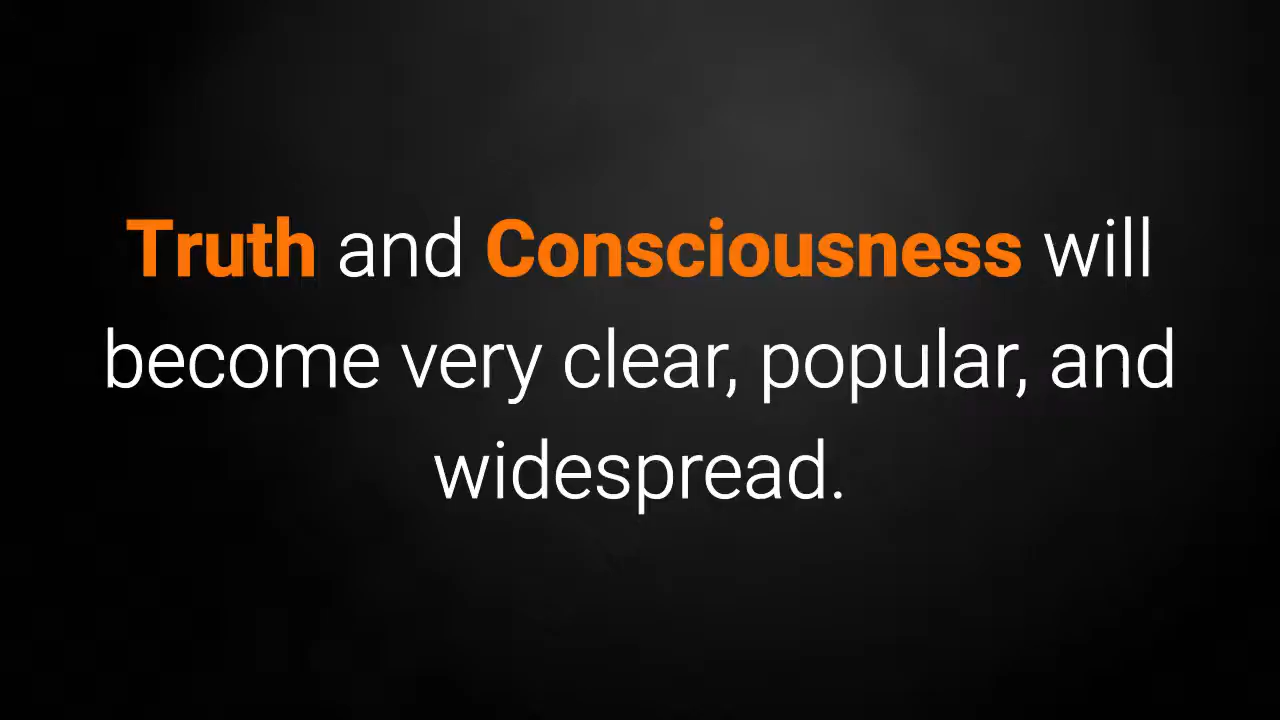 Truth and Consciousness will
become very clear, popular, and
widespread.